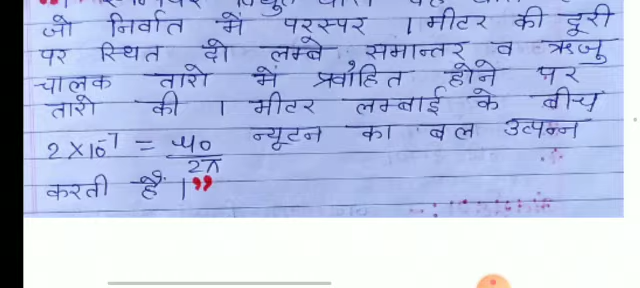 जो निर्वात में परस्पर 1 मीटर की दूरी
पर स्थित दो लम्बे समान्तर व ऋजु
चालक तारो में प्रवाहित होने पर
तारो की 1 मीटर लम्बाई के बीच
2×10⁻⁷ = μ0/2π न्यूटन का बल उत्पन्न
करती है।”